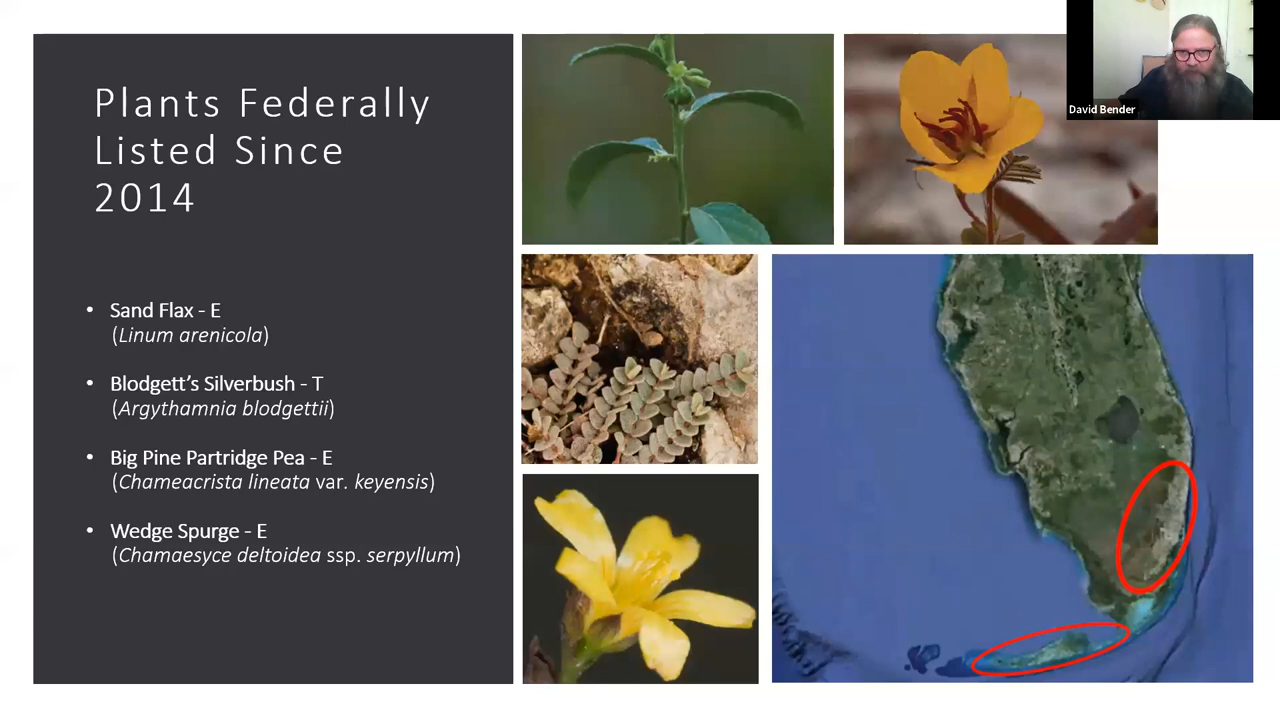 Plants Federally
Listed Since
2014
• Sand Flax - E
(Linum arenicola)
• Blodgett's Silverbush - T
(Argythamnia blodgettii)
• Big Pine Partridge Pea - E
(Chameacrista lineata var. keyensis)
• Wedge Spurge - E
(Chamaesyce deltoidea ssp. serpyllum)
David Bender